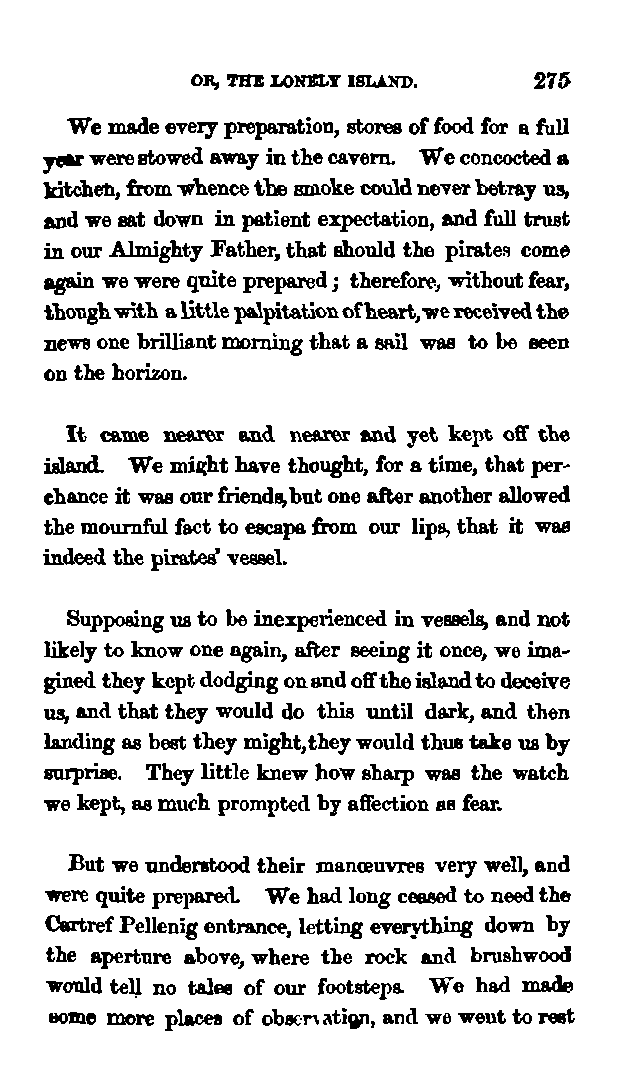 OR, THE LONELY ISLAND. 275
We made every preparation, stores of food for a full
year were stowed away in the cavern. We concocted a
kitchen, from whence the smoke could never betray us,
and we sat down in patient expectation, and full trust
in our Almighty Father, that should the pirates come
again we were quite prepared; therefore, without fear,
though with a little palpitation of heart, we received the
news one brilliant morning that a sail was to be seen
on the horizon.
It came nearer and nearer and yet kept off the
island. We might have thought, for a time, that per-
chance it was our friends, but one after another allowed
the mournful fact to escape from our lips, that it was
indeed the pirates' vessel.
Supposing us to be inexperienced in vessels, and not
likely to know one again, after seeing it once, we ima-
gined they kept dodging on and off the island to deceive
us, and that they would do this until dark, and then
landing as best they might, they would thus take us by
surprise. They little knew how sharp was the watch
we kept, as much prompted by affection as fear.
But we understood their manœuvres very well, and
were quite prepared. We had long ceased to need the
Cartref Pellenig entrance, letting everything down by
the aperture above, where the rock and brushwood
would tell no tales of our footsteps. We had made
some more places of observation, and we went to rest